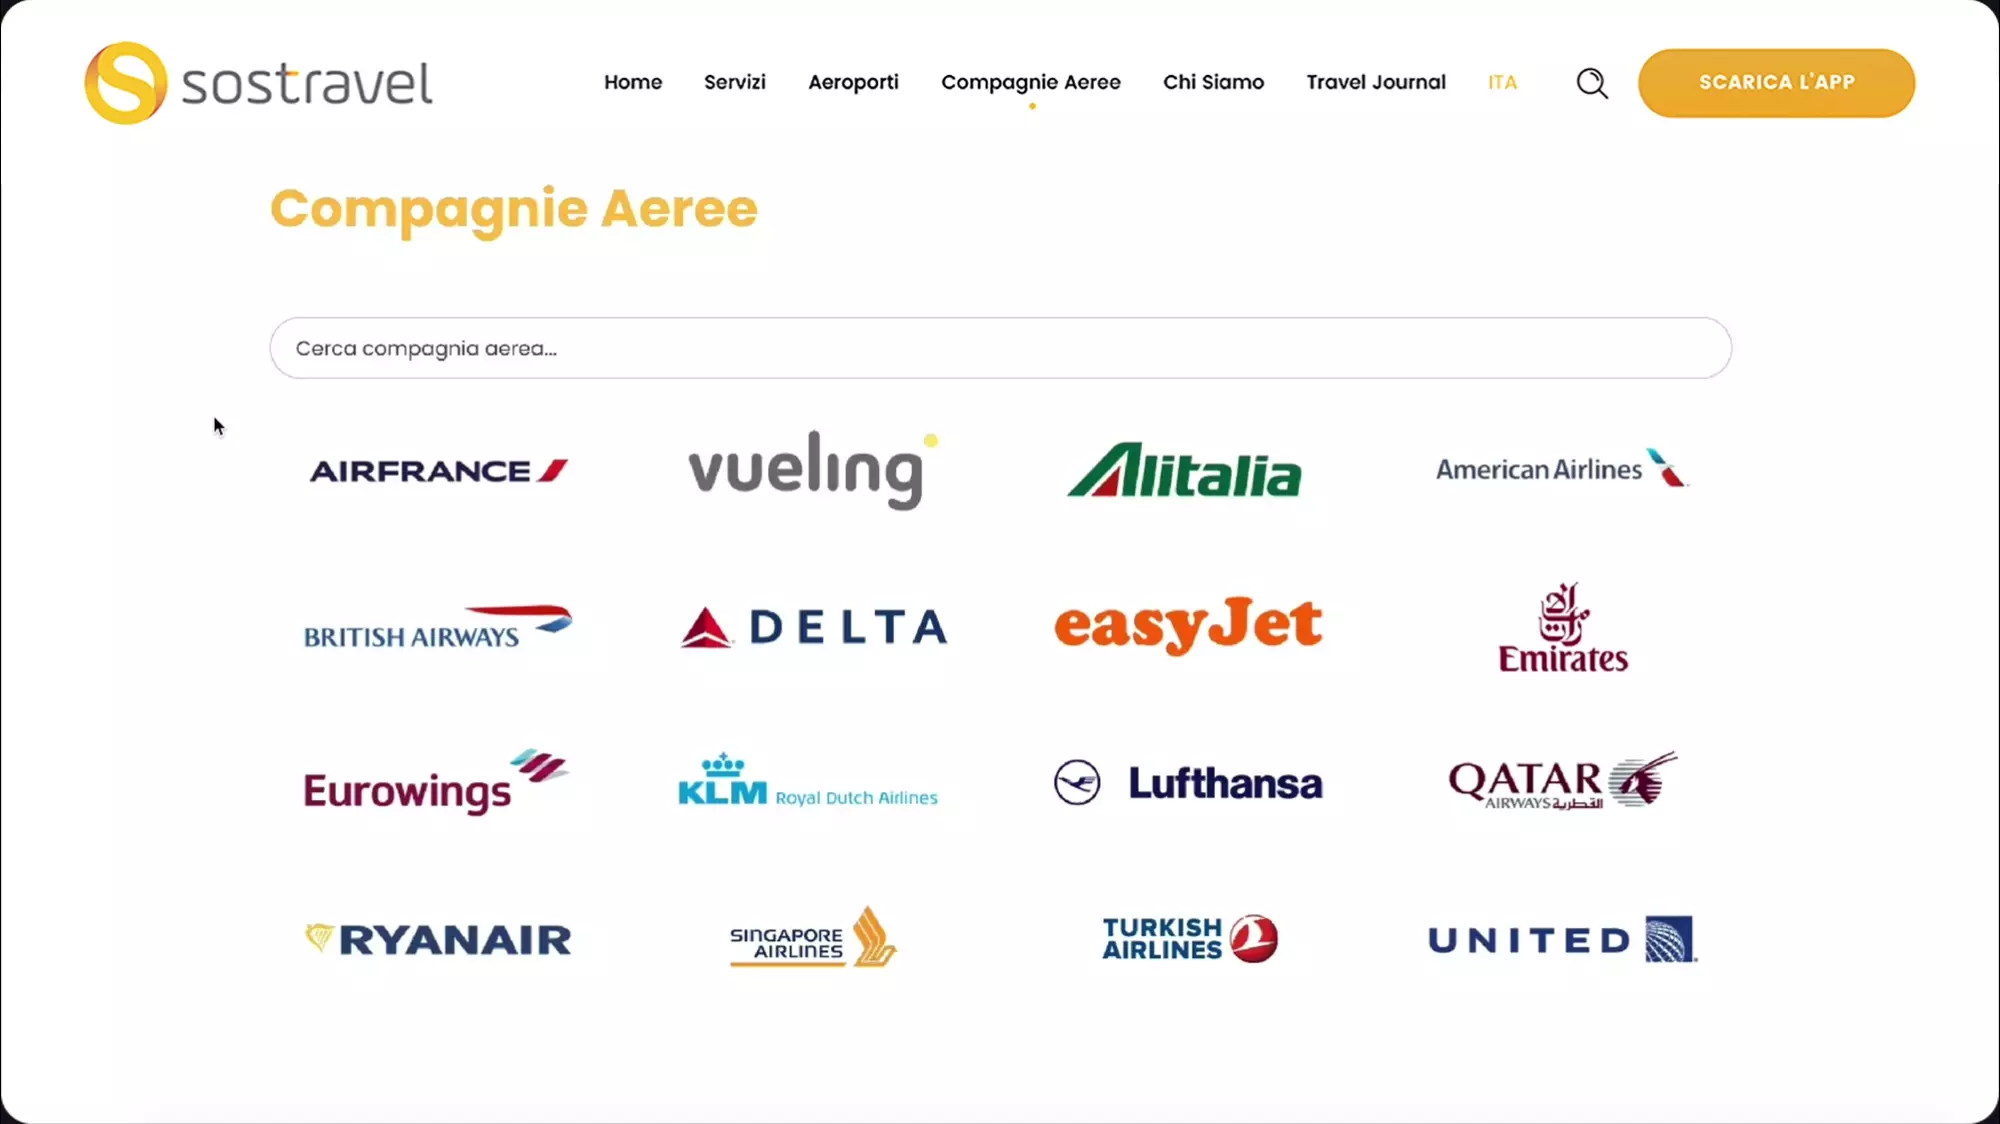 sostravel
Home Servizi Aeroporti Compagnie Aeree Chi Siamo Travel Journal ITA SCARICA L'APP
Compagnie Aeree
Cerca compagnia aerea...
AIRFRANCE vueling Alitalia American Airlines
BRITISH AIRWAYS DELTA easyJet Emirates
Eurowings KLM Royal Dutch Airlines Lufthansa QATAR AIRWAYS القطرية
RYANAIR SINGAPORE AIRLINES TURKISH AIRLINES UNITED